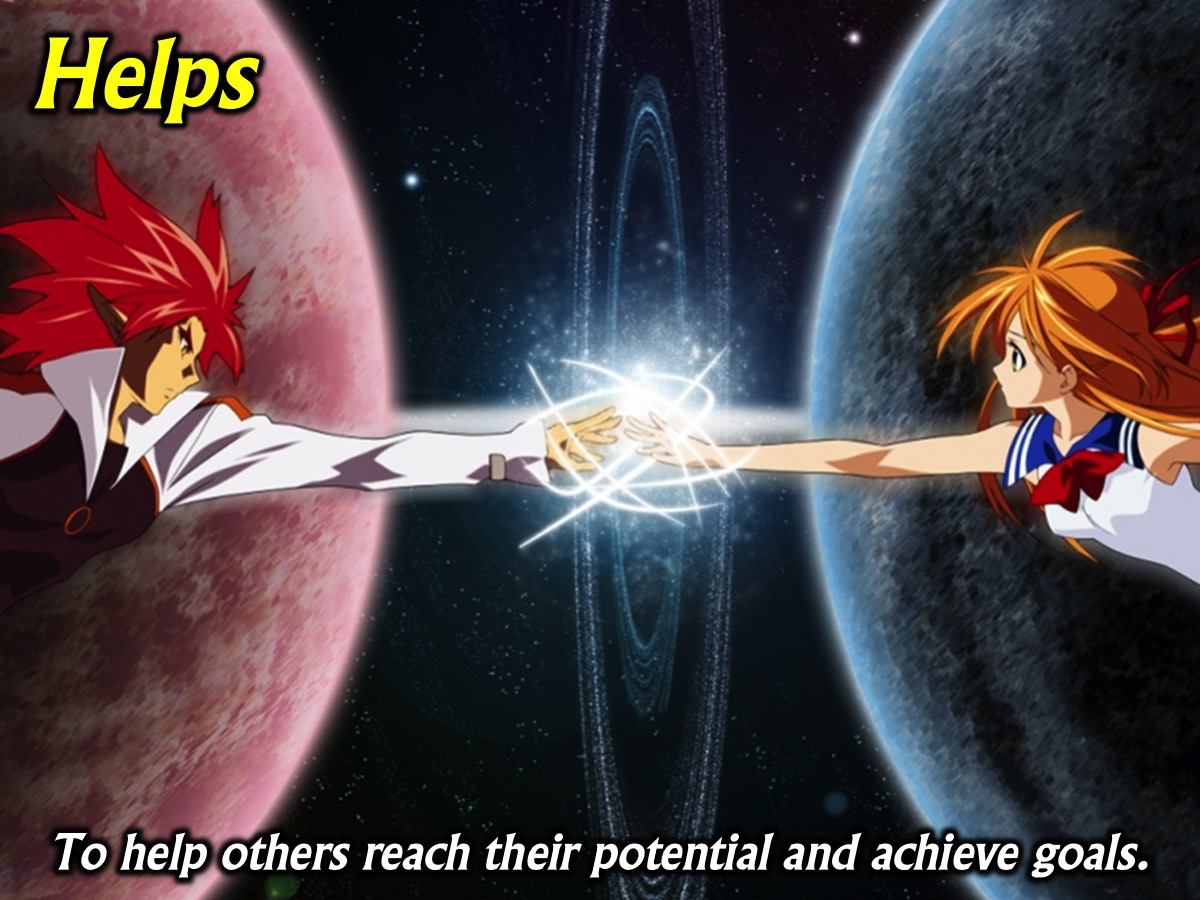 Helps
To help others reach their potential and achieve goals.